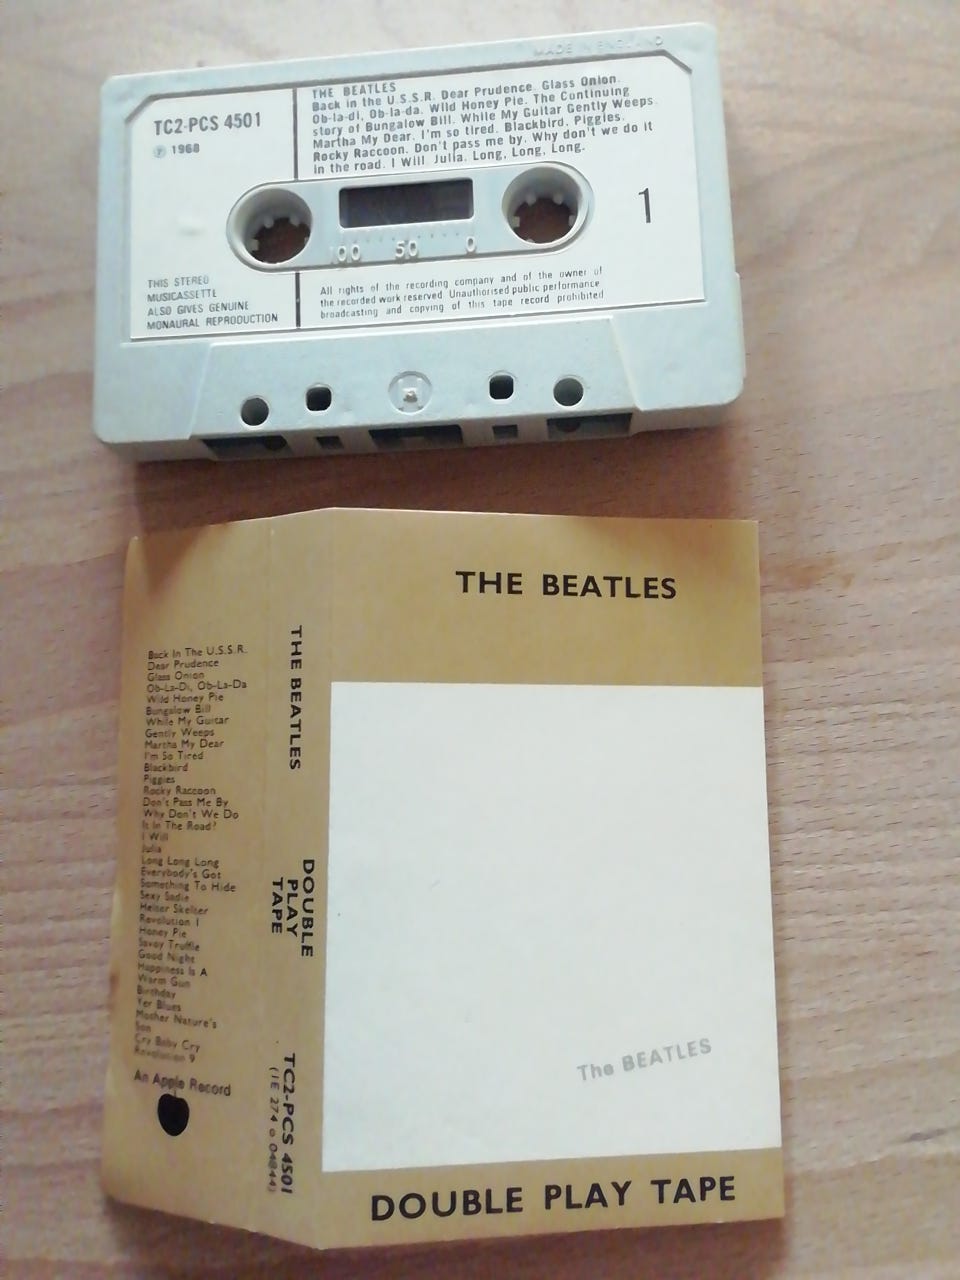 MADE IN ENGLAND
TC2-PCS 4501
Ⓟ 1968
THE BEATLES
Back in the U.S.S.R. Dear Prudence. Glass Onion.
Ob-la-di, Ob-la-da. Wild Honey Pie. The Continuing
story of Bungalow Bill. While My Guitar Gently Weeps.
Martha My Dear. I'm so tired. Blackbird. Piggies.
Rocky Raccoon. Don't pass me by. Why don't we do it
in the road. I Will. Julia. Long, Long, Long.
1
100 50 0
THIS STEREO
MUSICASSETTE
ALSO GIVES GENUINE
MONAURAL REPRODUCTION
All rights of the recording company and of the owner of
the recorded work reserved Unauthorised public performance
broadcasting and copying of this tape record prohibited
Back In The U.S.S.R.
Dear Prudence
Glass Onion
Ob-La-Di, Ob-La-Da
Wild Honey Pie
Bungalow Bill
While My Guitar
Gently Weeps
Martha My Dear
I'm So Tired
Blackbird
Piggies
Rocky Raccoon
Don't Pass Me By
Why Don't We Do
It In The Road?
I Will
Julia
Long Long Long
Everybody's Got
Something To Hide
Sexy Sadie
Helter Skelter
Revolution 1
Honey Pie
Savoy Truffle
Good Night
Happiness Is A
Warm Gun
Birthday
Yer Blues
Mother Nature's
Son
Cry Baby Cry
Revolution 9
An Apple Record
THE BEATLES
DOUBLE
PLAY
TAPE
TC2-PCS 4501
(1E 274 o 04844)
THE BEATLES
The BEATLES
DOUBLE PLAY TAPE